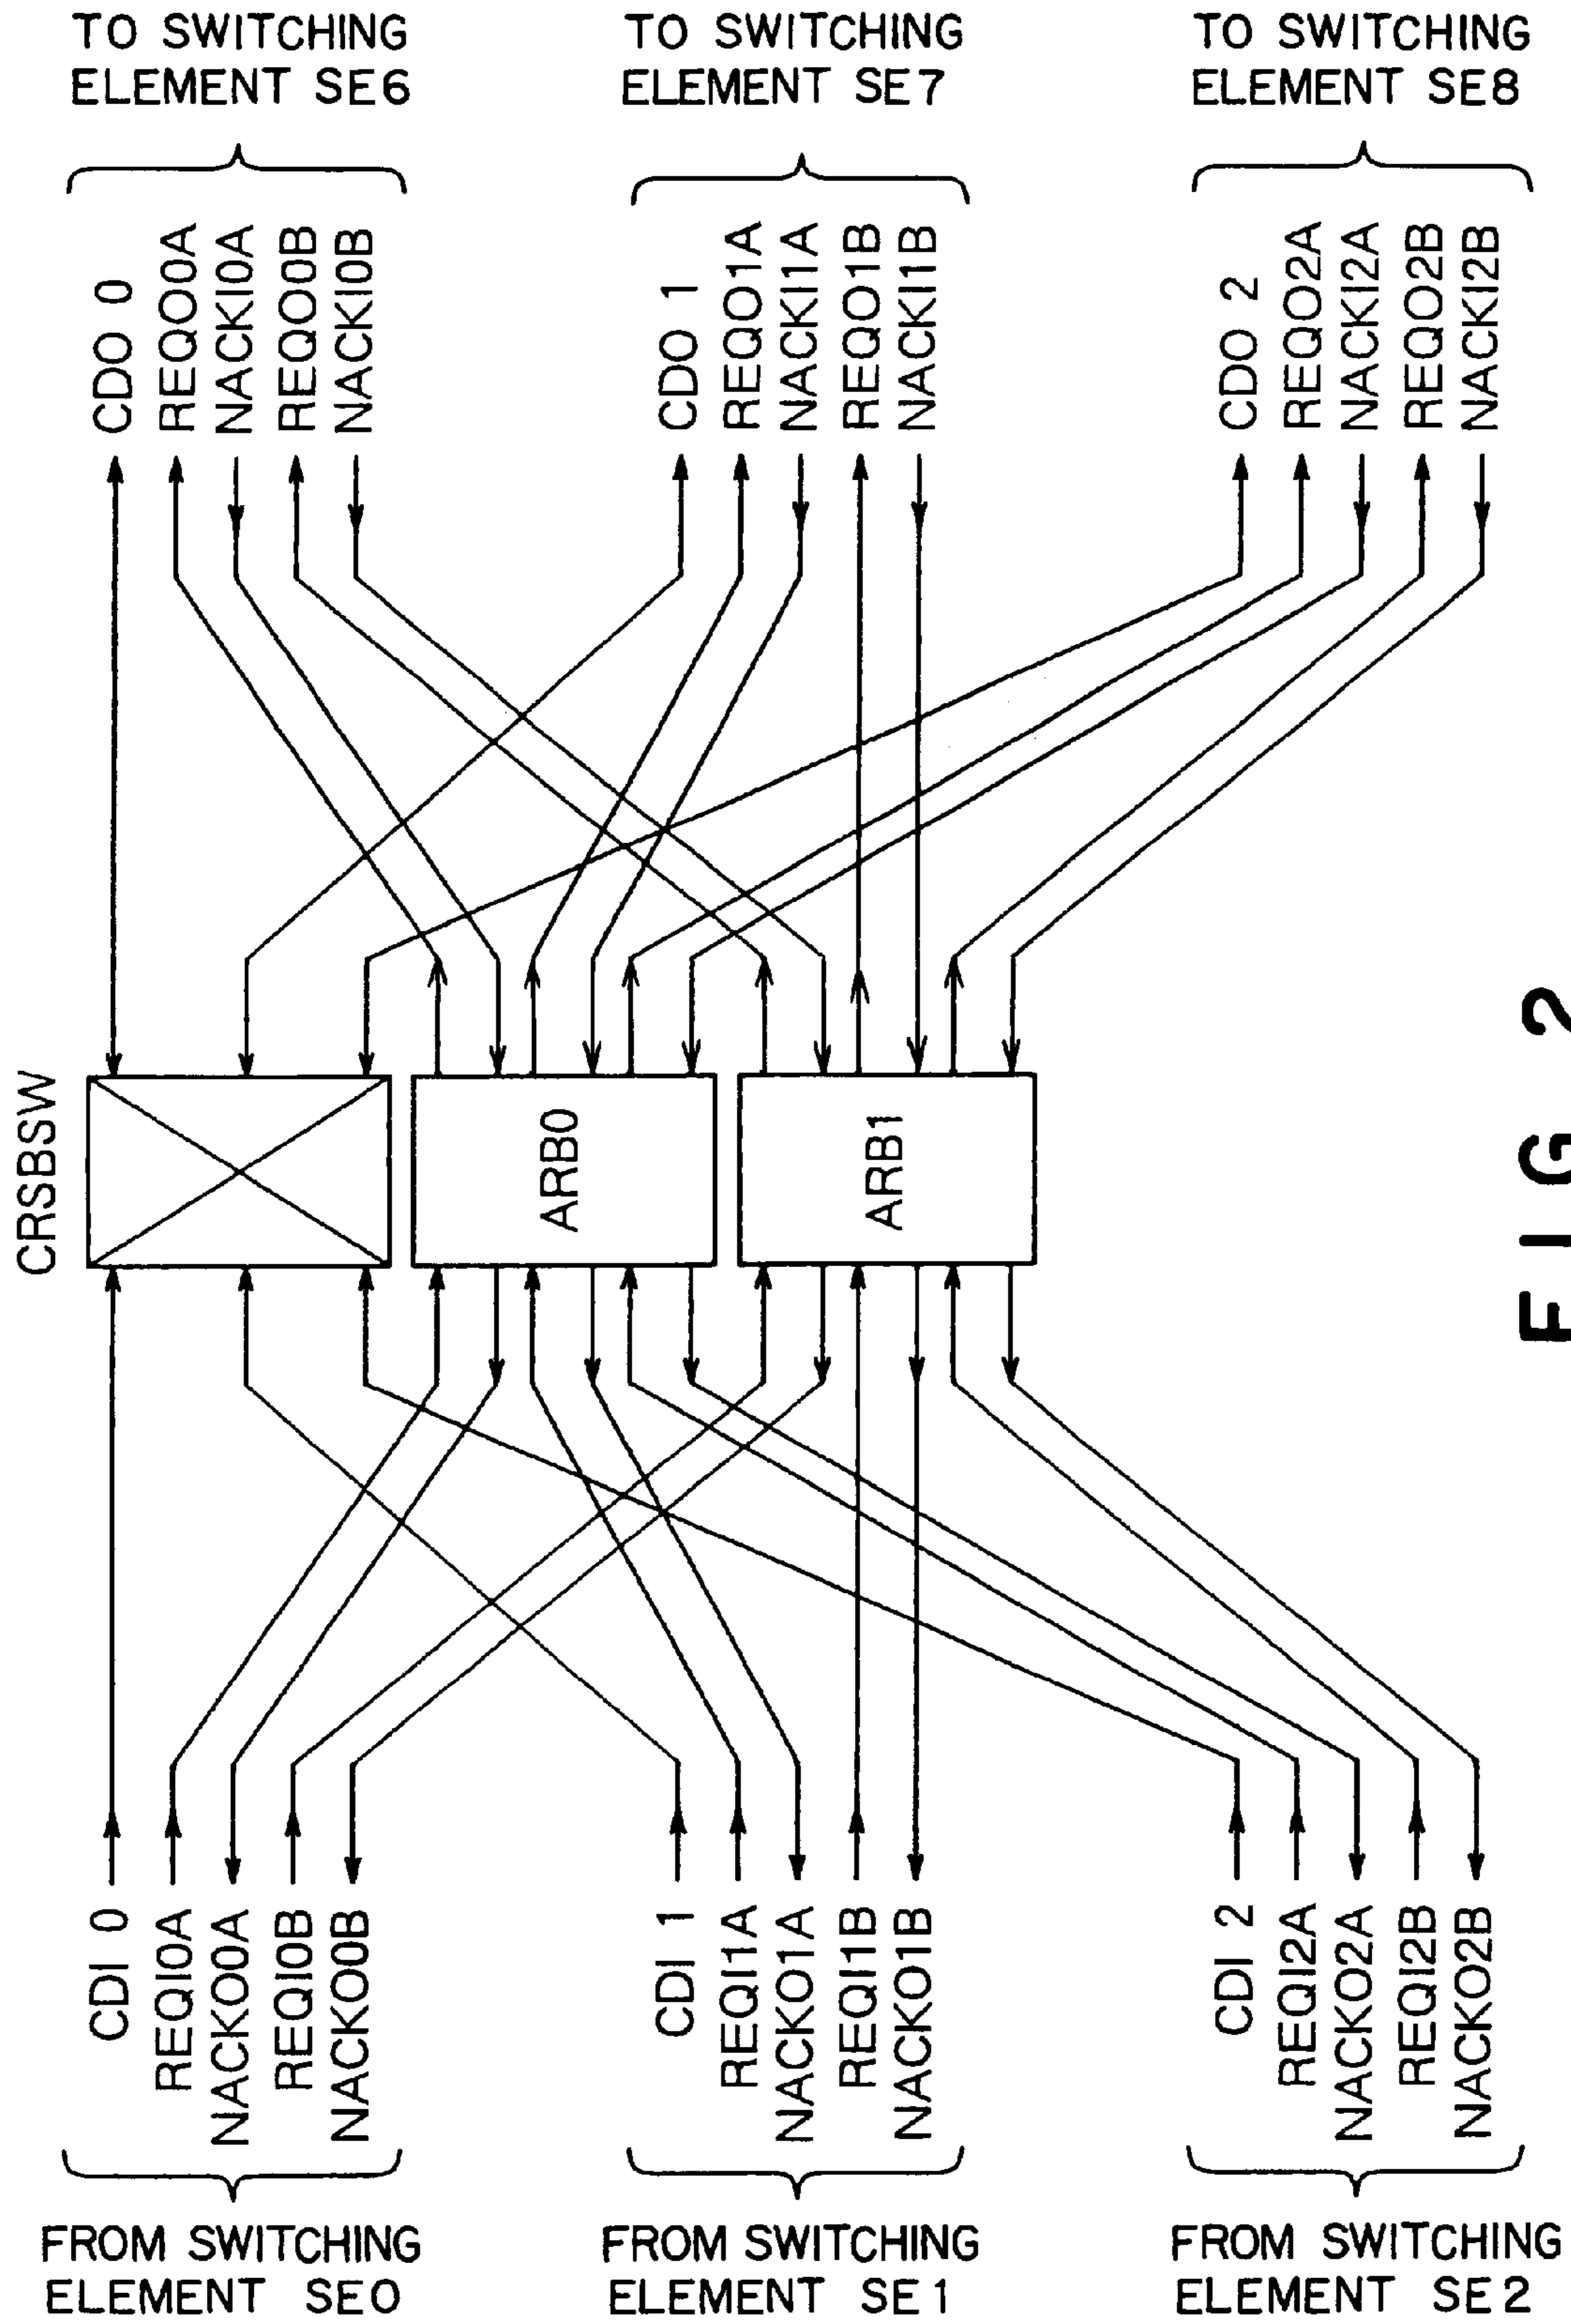 TO SWITCHING
ELEMENT SE6
TO SWITCHING
ELEMENT SE7
TO SWITCHING
ELEMENT SE8
CDO 0
REQO0A
NACKI0A
REQO0B
NACKI0B
CDO 1
REQO1A
NACKI1A
REQO1B
NACKI1B
CDO 2
REQO2A
NACKI2A
REQO2B
NACKI2B
CRSBSW
ARB0
ARB1
FIG 2
CDI 0
REQI0A
NACKO0A
REQI0B
NACKO0B
CDI 1
REQI1A
NACKO1A
REQI1B
NACKO1B
CDI 2
REQI2A
NACKO2A
REQI2B
NACKO2B
FROM SWITCHING
ELEMENT SE0
FROM SWITCHING
ELEMENT SE1
FROM SWITCHING
ELEMENT SE2